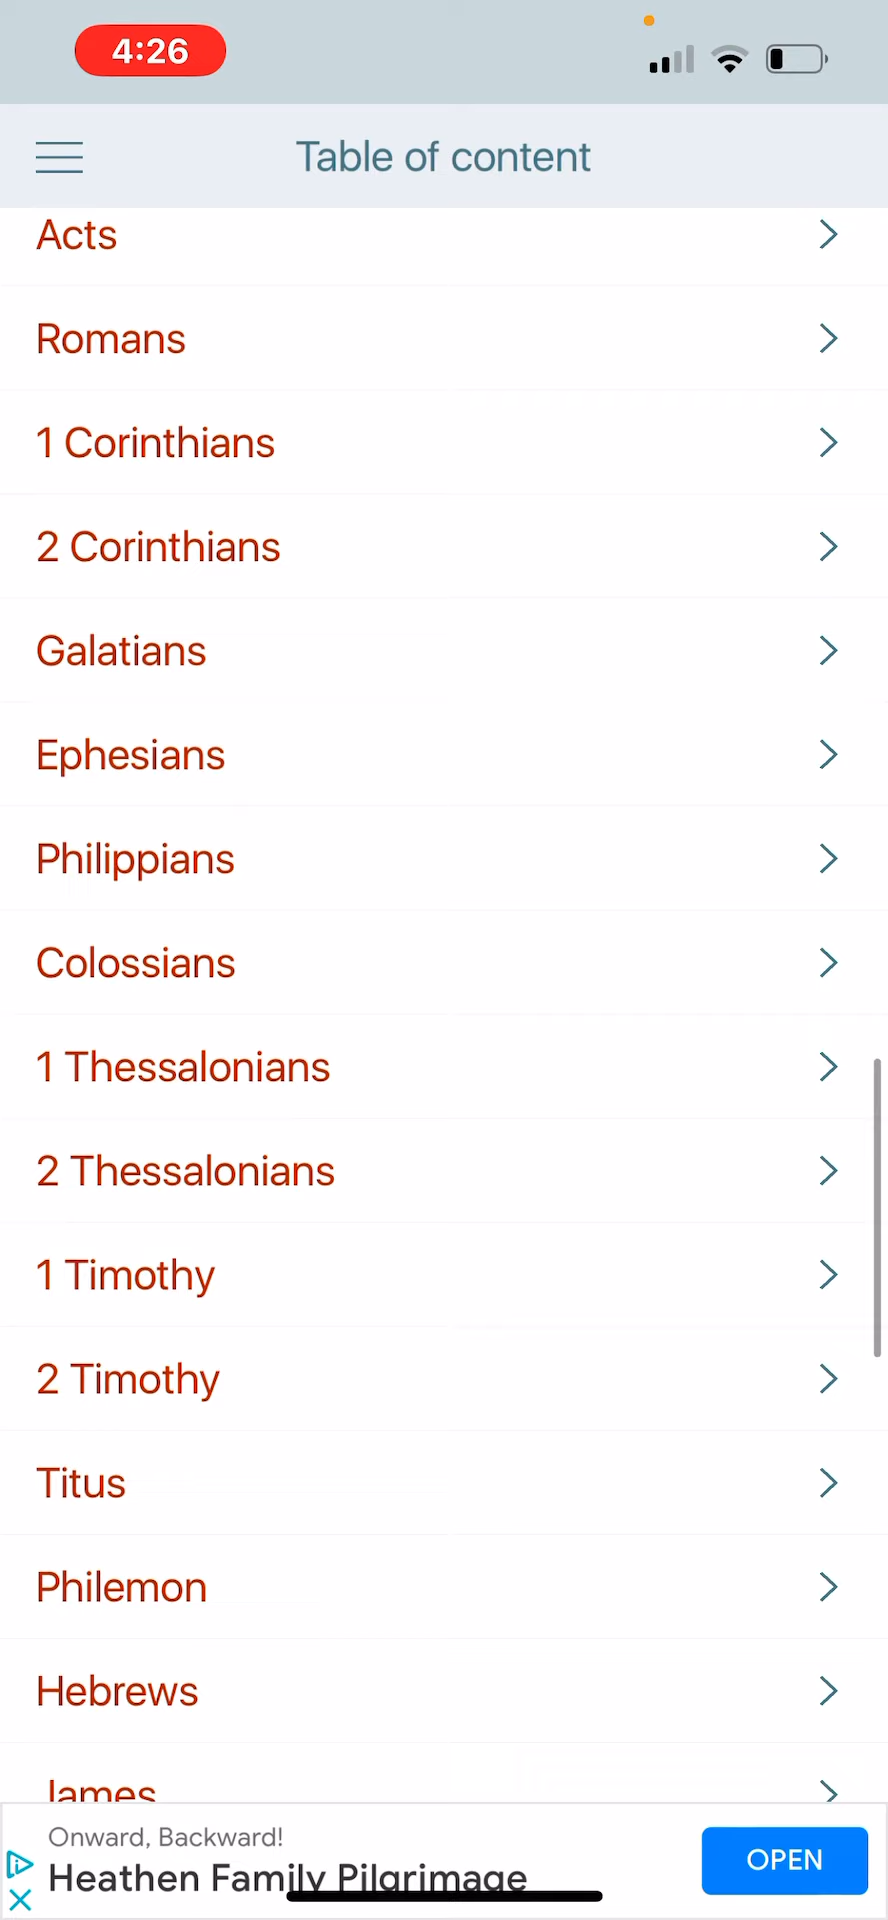 4:26
Table of content
Acts
Romans
1 Corinthians
2 Corinthians
Galatians
Ephesians
Philippians
Colossians
1 Thessalonians
2 Thessalonians
1 Timothy
2 Timothy
Titus
Philemon
Hebrews
James
Onward, Backward!
Heathen Family Pilgrimage
OPEN